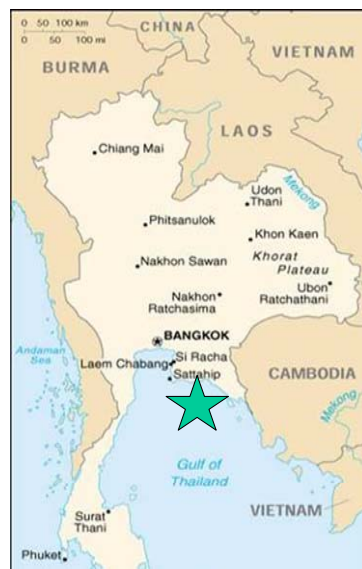 0 50 100 km
0 50 100 mi
CHINA
VIETNAM
BURMA
LAOS
Chiang Mai
Udon
Thani
Mekong
Phitsanulok
Khon Kaen
Nakhon Sawan
Khorat
Plateau
Nakhon
Ratchasima
Ubon
Ratchathani
BANGKOK
Andaman
Sea
Laem Chabang
Si Racha
Sattahip
CAMBODIA
Mekong
Gulf of
Thailand
VIETNAM
Surat
Thani
Phuket